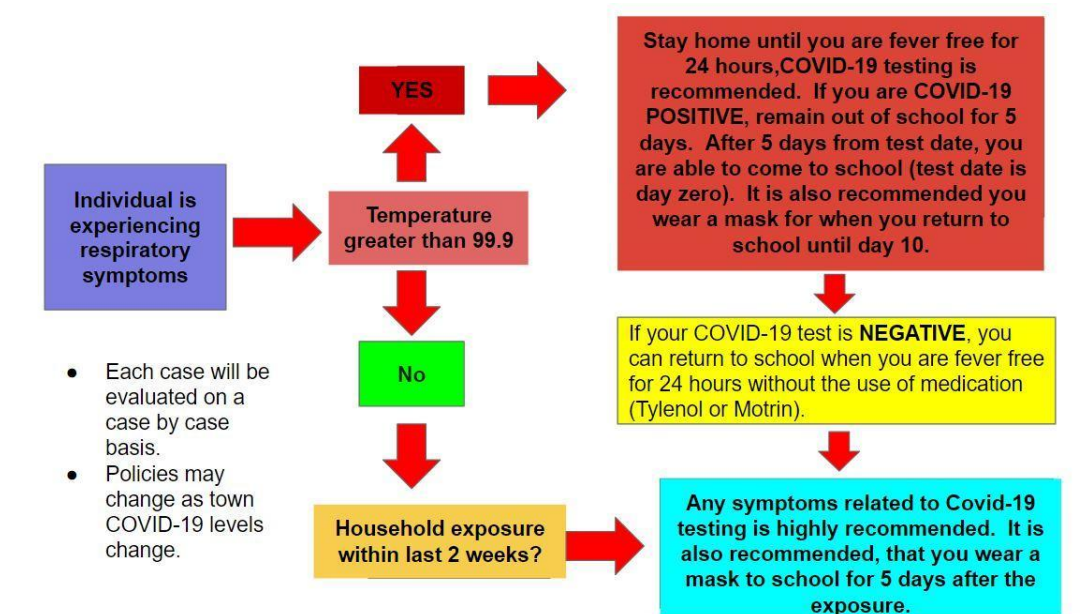 Individual is
experiencing
respiratory
symptoms
Temperature
greater than 99.9
YES
Stay home until you are fever free for
24 hours,COVID-19 testing is
recommended. If you are COVID-19
POSITIVE, remain out of school for 5
days. After 5 days from test date, you
are able to come to school (test date is
day zero). It is also recommended you
wear a mask for when you return to
school until day 10.
If your COVID-19 test is NEGATIVE, you
can return to school when you are fever free
for 24 hours without the use of medication
(Tylenol or Motrin).
No
Household exposure
within last 2 weeks?
Any symptoms related to Covid-19
testing is highly recommended. It is
also recommended, that you wear a
mask to school for 5 days after the
exposure.
● Each case will be
evaluated on a
case by case
basis.
● Policies may
change as town
COVID-19 levels
change.